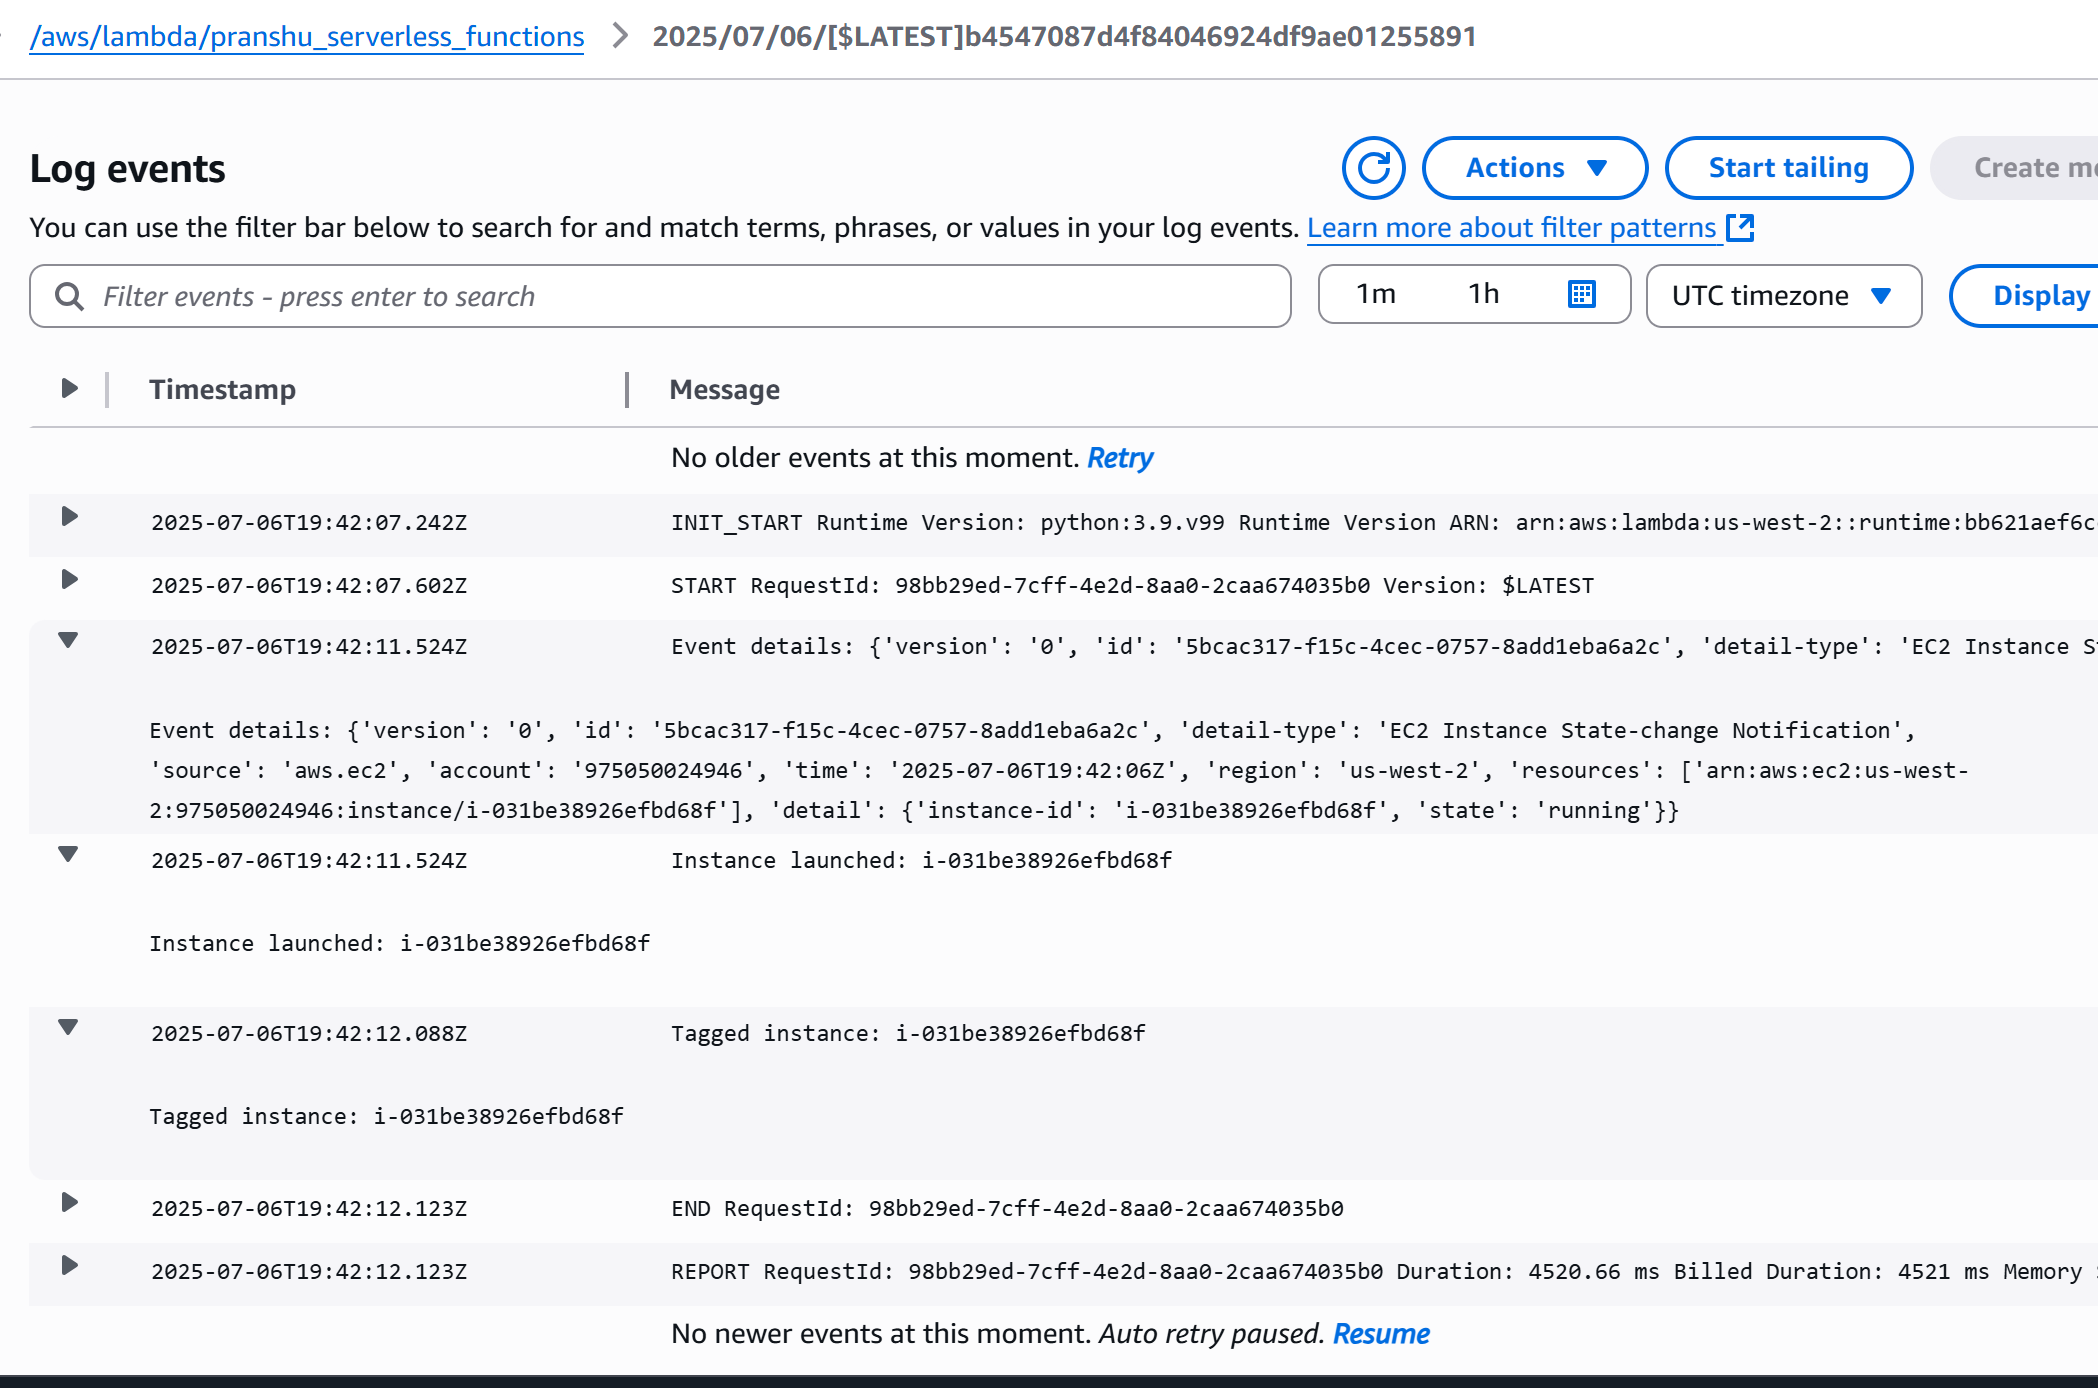 /aws/lambda/pranshu_serverless_functions > 2025/07/06/[$LATEST]b4547087d4f84046924df9ae01255891
Log events
Actions
Start tailing
Create
You can use the filter bar below to search for and match terms, phrases, or values in your log events. Learn more about filter patterns
Filter events - press enter to search
1m 1h
UTC timezone
Display
Timestamp Message
No older events at this moment. Retry
2025-07-06T19:42:07.242Z INIT_START Runtime Version: python:3.9.v99 Runtime Version ARN: arn:aws:lambda:us-west-2::runtime:bb621aef6c
2025-07-06T19:42:07.602Z START RequestId: 98bb29ed-7cff-4e2d-8aa0-2caa674035b0 Version: $LATEST
2025-07-06T19:42:11.524Z Event details: {'version': '0', 'id': '5bcac317-f15c-4cec-0757-8add1eba6a2c', 'detail-type': 'EC2 Instance
Event details: {'version': '0', 'id': '5bcac317-f15c-4cec-0757-8add1eba6a2c', 'detail-type': 'EC2 Instance State-change Notification',
'source': 'aws.ec2', 'account': '975050024946', 'time': '2025-07-06T19:42:06Z', 'region': 'us-west-2', 'resources': ['arn:aws:ec2:us-west-
2:975050024946:instance/i-031be38926efbd68f'], 'detail': {'instance-id': 'i-031be38926efbd68f', 'state': 'running'}}
2025-07-06T19:42:11.524Z Instance launched: i-031be38926efbd68f
Instance launched: i-031be38926efbd68f
2025-07-06T19:42:12.088Z Tagged instance: i-031be38926efbd68f
Tagged instance: i-031be38926efbd68f
2025-07-06T19:42:12.123Z END RequestId: 98bb29ed-7cff-4e2d-8aa0-2caa674035b0
2025-07-06T19:42:12.123Z REPORT RequestId: 98bb29ed-7cff-4e2d-8aa0-2caa674035b0 Duration: 4520.66 ms Billed Duration: 4521 ms Memory
No newer events at this moment. Auto retry paused. Resume